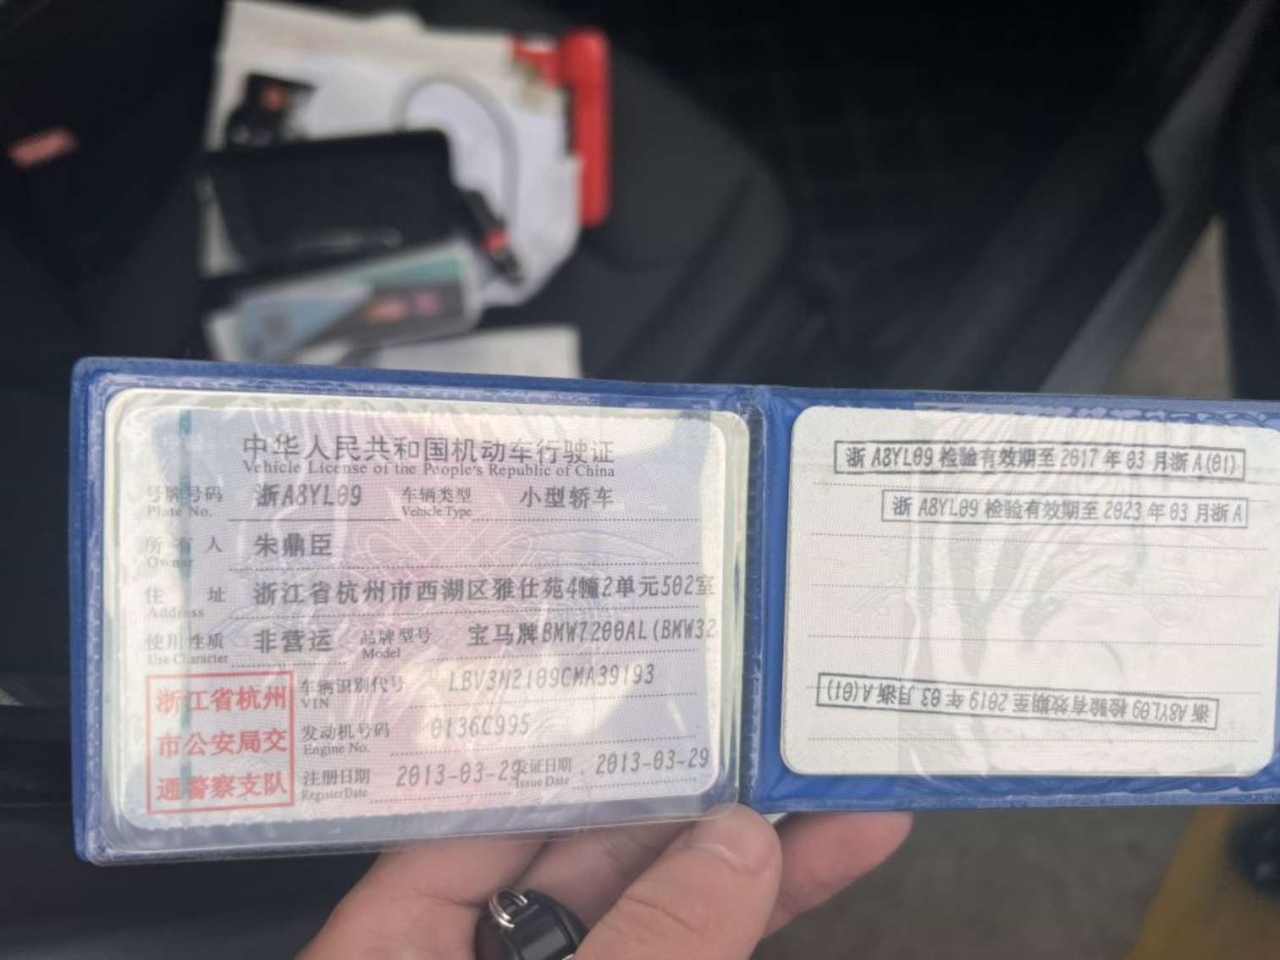 中华人民共和国机动车行驶证
Vehicle License of the People's Republic of China
号牌号码 浙A8YL09 车辆类型 小型轿车
Plate No. Vehicle Type
所有人 朱鼎臣
Owner
住址 浙江省杭州市西湖区雅仕苑4幢2单元502室
Address
使用性质 非营运 品牌型号 宝马牌BMW7200AL(BMW32
Use Character Model
浙江省杭州
市公安局交
通警察支队
车辆识别代号 LBV3N2109CMA39193
VIN
发动机号码 0136C995
Engine No.
注册日期 2013-03-29 发证日期 2013-03-29
Register Date Issue Date
浙A8YL09检验有效期至2017年03月浙A(01)
浙A8YL09检验有效期至2023年03月浙A
浙A8YL09检验有效期至2019年03月浙A(01)